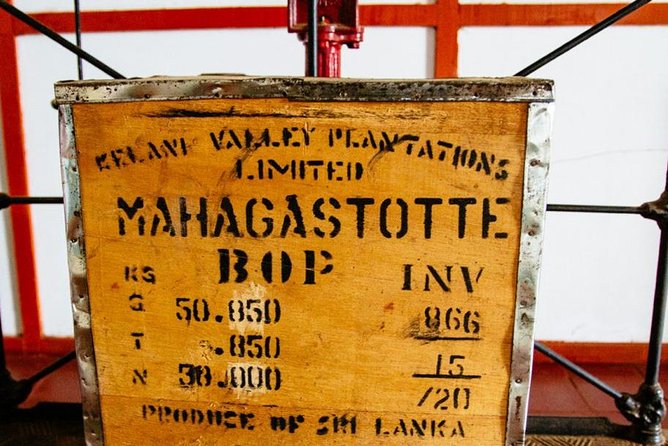 KELANI VALLEY PLANTATIONS
LIMITED
MAHAGASTOTTE
BOP
KG INV
G 50.850 866
T .850 15
N 30.000 /20
PRODUCE OF SRI LANKA